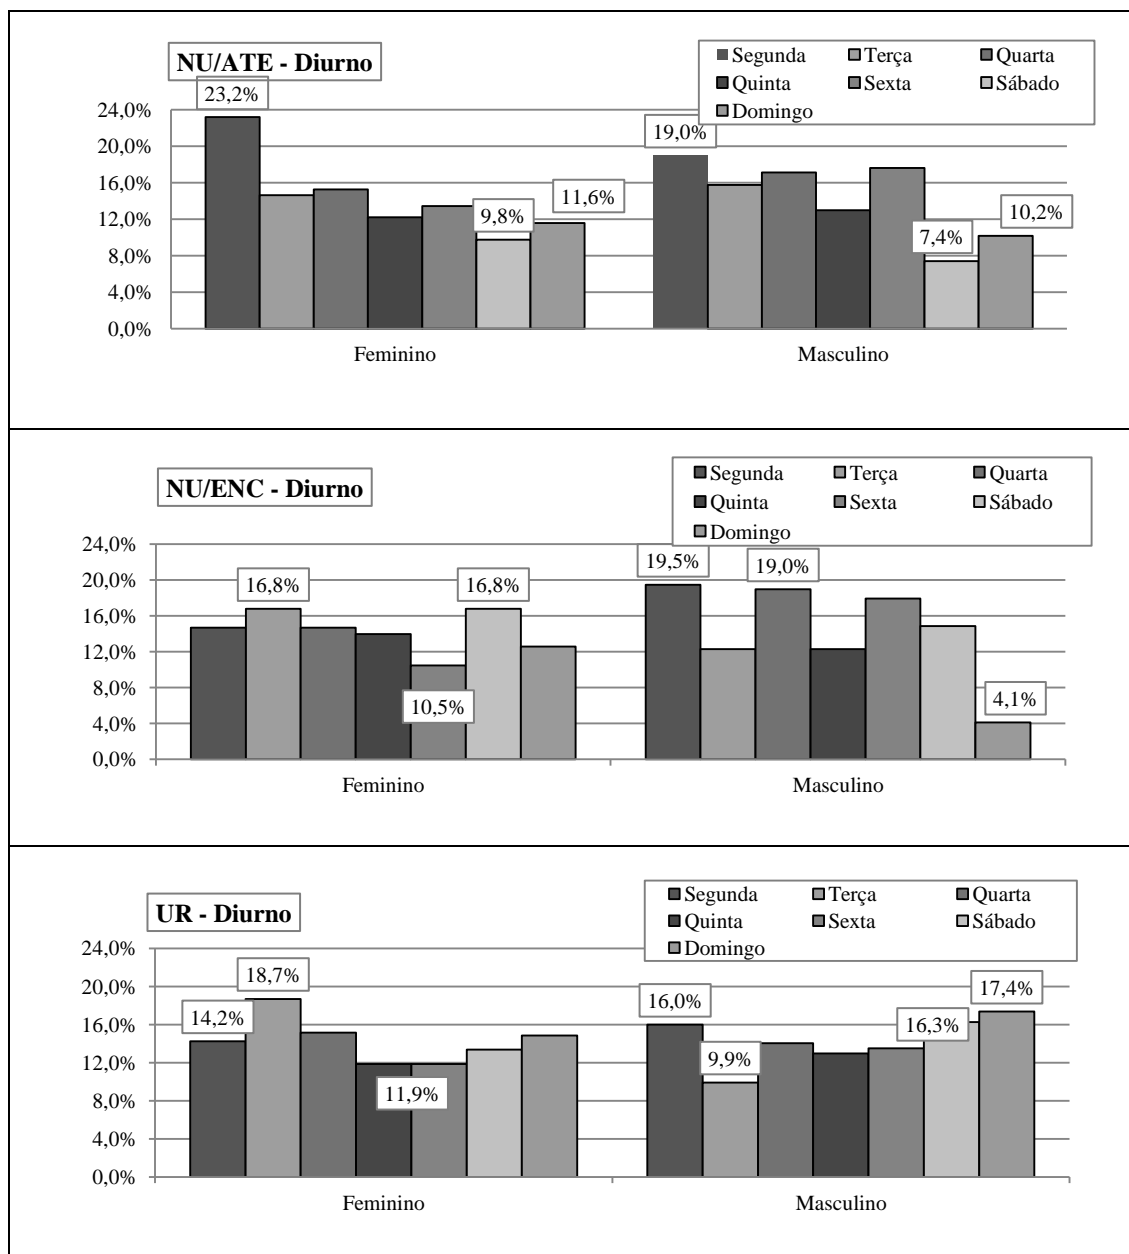 NU/ATE - Diurno
Segunda Terça Quarta
Quinta Sexta Sábado
Domingo
23,2%
24,0%
20,0%
16,0%
12,0%
8,0%
4,0%
0,0%
9,8%
11,6%
19,0%
7,4%
10,2%
Feminino Masculino
NU/ENC - Diurno
Segunda Terça Quarta
Quinta Sexta Sábado
Domingo
24,0%
20,0%
16,0%
12,0%
8,0%
4,0%
0,0%
16,8%
10,5%
16,8%
19,5%
19,0%
4,1%
Feminino Masculino
UR - Diurno
Segunda Terça Quarta
Quinta Sexta Sábado
Domingo
24,0%
20,0%
16,0%
12,0%
8,0%
4,0%
0,0%
14,2%
18,7%
11,9%
16,0%
9,9%
16,3%
17,4%
Feminino Masculino